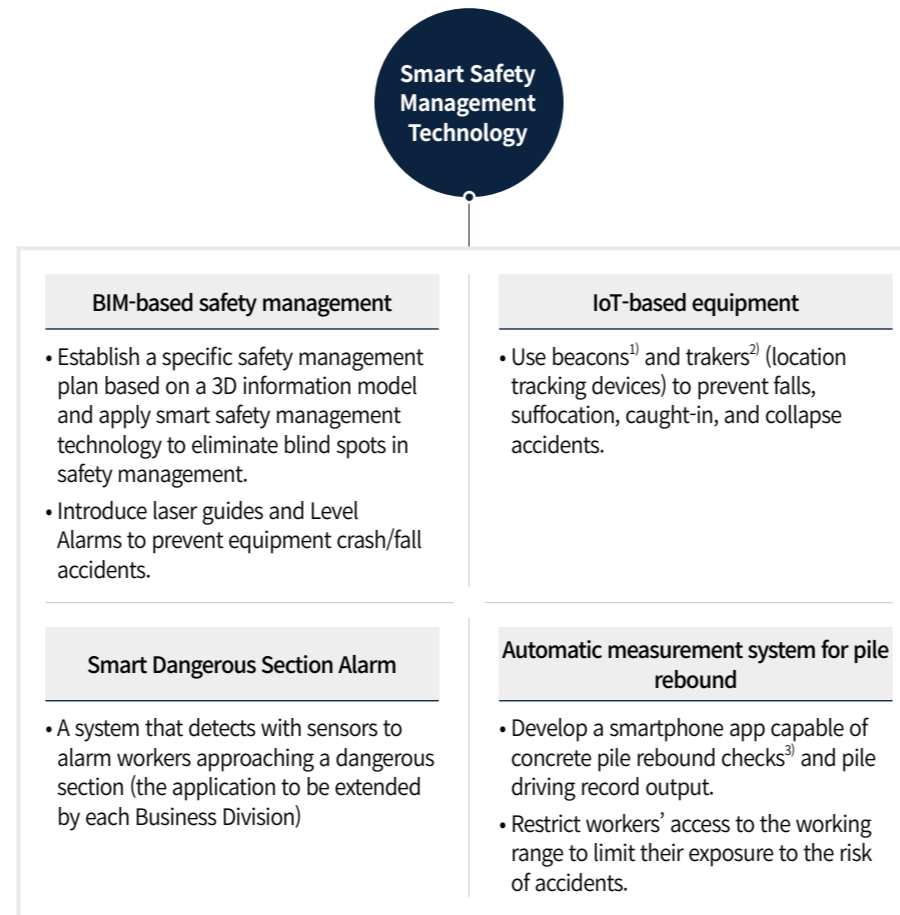 Smart Safety
Management
Technology
BIM-based safety management
• Establish a specific safety management
plan based on a 3D information model
and apply smart safety management
technology to eliminate blind spots in
safety management.
• Introduce laser guides and Level
Alarms to prevent equipment crash/fall
accidents.
IoT-based equipment
• Use beacons1) and trakers2) (location
tracking devices) to prevent falls,
suffocation, caught-in, and collapse
accidents.
Smart Dangerous Section Alarm
• A system that detects with sensors to
alarm workers approaching a dangerous
section (the application to be extended
by each Business Division)
Automatic measurement system for pile
rebound
• Develop a smartphone app capable of
concrete pile rebound checks3) and pile
driving record output.
• Restrict workers’ access to the working
range to limit their exposure to the risk
of accidents.